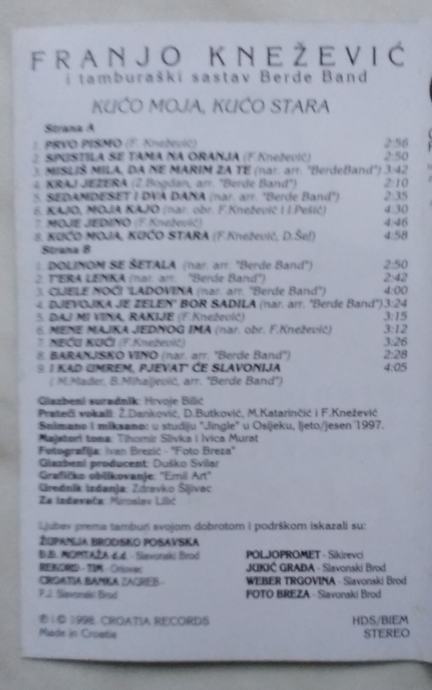 FRANJO KNEŽEVIĆ
i tamburaški sastav Berde Band
KUĆO MOJA, KUĆO STARA
Strana A
1. PRVO PISMO (F. Knežević) 2:56
2. SPUSTILA SE TAMA NA ORANJA (F.Knežević) 2:50
3. MISLIŠ MILA, DA NE MARIM ZA TE (nar. arr. "BerdeBand") 3:42
4. KRAJ JEZERA (Z.Bogdan, arr. "Berde Band") 2:10
5. SEDAMDESET I DVA DANA (nar. arr. "Berde Band") 2:35
6. KAJO, MOJA KAJO (nar. obr. F.Knežević i I.Pešić) 4:30
7. MOJE JEDINO (F.Knežević) 4:46
8. KUĆO MOJA, KUĆO STARA (F.Knežević, D.Šef) 4:58
Strana B
1. DOLINOM SE ŠETALA (nar. arr. "Berde Band") 2:50
2. T'ERA LENKA (nar. arr. "Berde Band") 2:42
3. CIJELE NOĆI 'LADOVINA (nar. arr. "Berde Band") 4:00
4. DJEVOJKA JE ZELEN' BOR SADILA (nar. arr. "Berde Band") 3:24
5. DAJ MI VINA, RAKIJE (F.Knežević) 3:15
6. MENE MAJKA JEDNOG IMA (nar. obr. F.Knežević) 3:12
7. NEĆU KUĆI (F.Knežević) 3:26
8. BARANJSKO VINO (nar. arr. "Berde Band") 2:28
9. I KAD UMREM, PJEVAT' ĆE SLAVONIJA 4:05
( M.Mađer, B.Mihaljević, arr. "Berde Band")
Glazbeni suradnik: Hrvoje Bilić
Prateći vokali: Ž.Danković, D.Butković, M.Katarinčić i F.Knežević
Snimano i miksano: u studiju "Jingle" u Osijeku, ljeto/jesen 1997.
Majstori tona: Tihomir Slivka i Ivica Murat
Fotografija: Ivan Brezić - "Foto Breza"
Glazbeni producent: Duško Svilar
Grafičko oblikovanje: "Emil Art"
Urednik izdanja: Zdravko Šljivac
Za izdavača: Miroslav Lilić
Ljubav prema tamburi svojom dobrotom i podrškom iskazali su:
ŽUPANIJA BRODSKO POSAVSKA
Đ.Đ. MONTAŽA d.d. - Slavonski Brod
POLJOPROMET - Sikirevci
REKORD - TIM - Oriovac
JUKIĆ GRADA - Slavonski Brod
CROATIA BANKA ZAGREB -
WEBER TRGOVINA - Slavonski Brod
P.J. Slavonski Brod
FOTO BREZA - Slavonski Brod
℗ i © 1998. CROATIA RECORDS
HDS/BIEM
Made in Croatia
STEREO